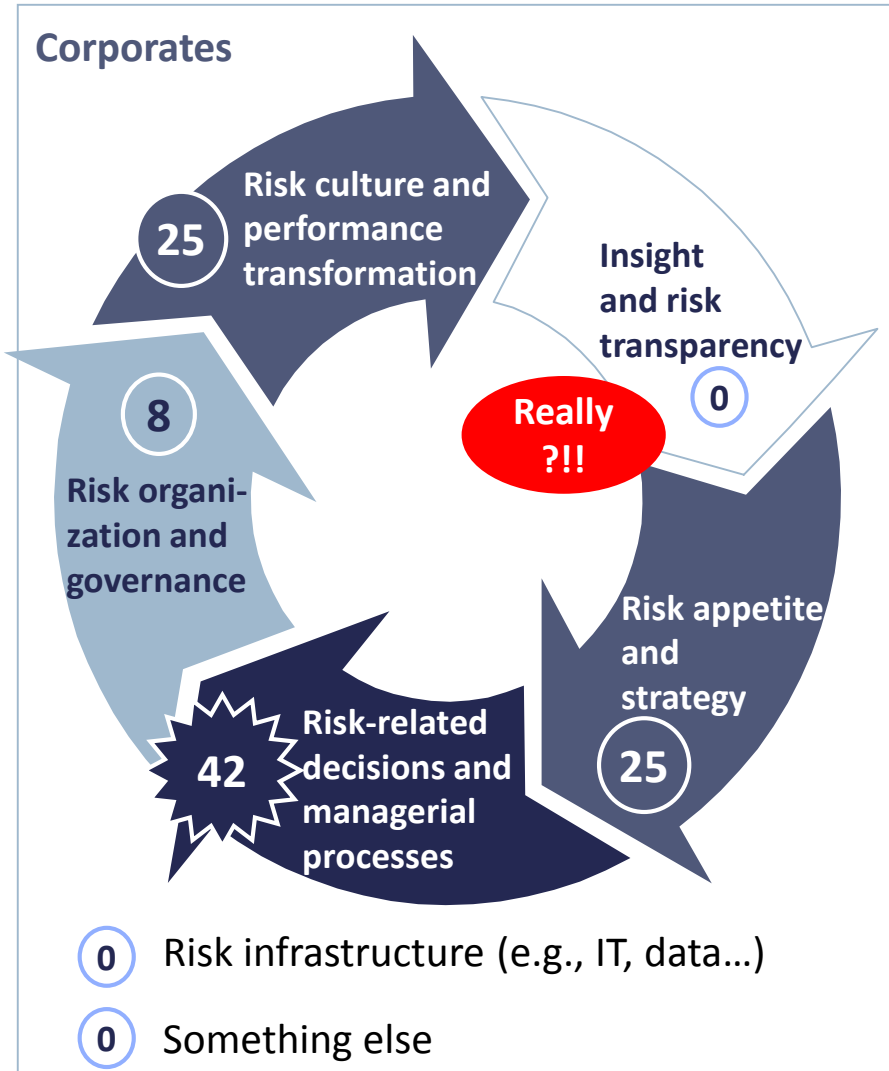 Corporates
25
Risk culture and
performance
transformation
Insight
and risk
transparency
0
Really
?!!
8
Risk organi-
zation and
governance
Risk appetite
and
strategy
25
42
Risk-related
decisions and
managerial
processes
0 Risk infrastructure (e.g., IT, data…)
0 Something else